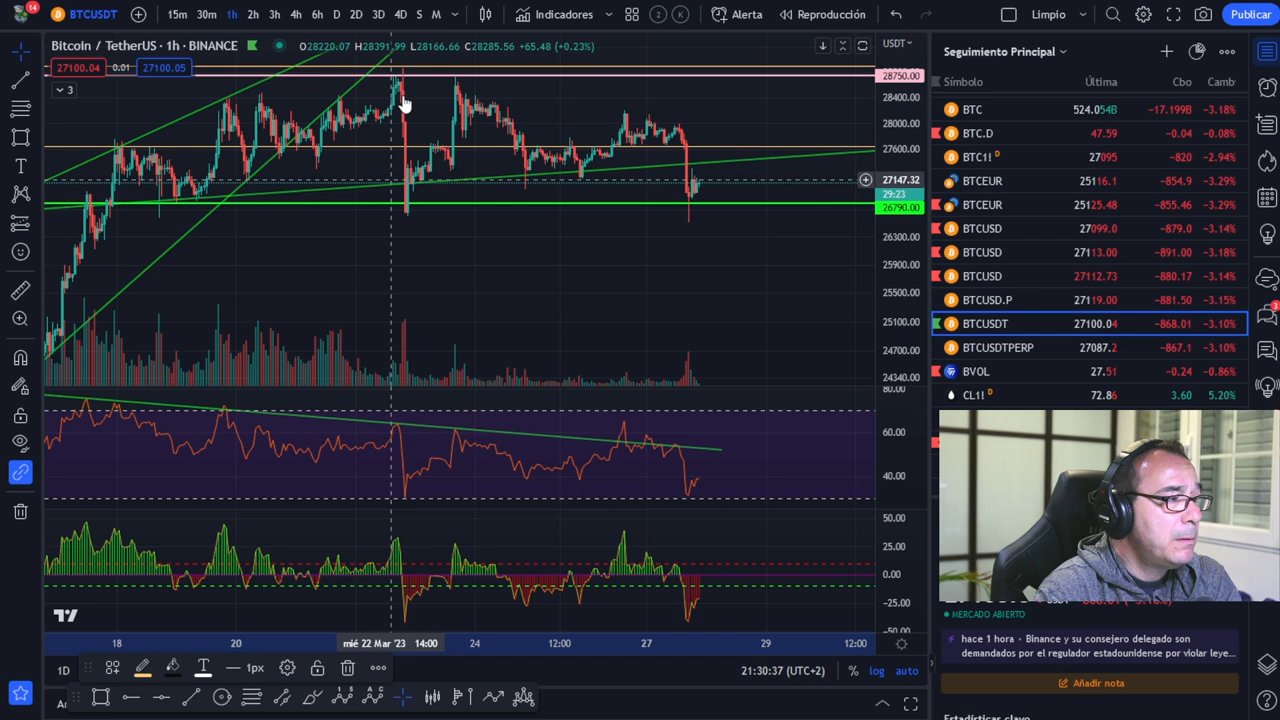 14
BTCUSDT
15m 30m 1h 2h 3h 4h 6h D 2D 3D 4D S M
Indicadores
2 K
Alerta
Reproducción
Limpio
Publicar
Bitcoin / TetherUS · 1h · BINANCE
O28220.07 H28391.99 L28166.66 C28285.56 +65.48 (+0.23%)
USDT
27100.04 0.01 27100.05
3
28750.00
28400.00
28000.00
27600.00
27147.32
29:23
26790.00
26300.00
25900.00
25500.00
25100.00
24700.00
24340.00
80.00
60.00
40.00
50.00
25.00
0.00
−25.00
−50.00
18 20 mié 22 Mar '23 14:00 24 12:00 27 29 12:00
1D
1px
21:30:37 (UTC+2)
% log auto
Seguimiento Principal
Símbolo Última Cbo Camb
BTC 524.054B −17.199B −3.18%
BTC.D 47.59 −0.04 −0.08%
BTC1! D 27095 −820 −2.94%
BTCEUR 25116.1 −854.9 −3.29%
BTCEUR 25125.48 −855.46 −3.29%
BTCUSD 27099.0 −879.0 −3.14%
BTCUSD 27113.00 −891.00 −3.18%
BTCUSD 27112.73 −880.17 −3.14%
BTCUSD.P 27119.00 −881.50 −3.15%
BTCUSDT 27100.04 −868.01 −3.10%
BTCUSDTPERP 27087.2 −867.1 −3.10%
BVOL 27.51 −0.24 −0.86%
CL1! D 72.86 3.60 5.20%
3
MERCADO ABIERTO
hace 1 hora · Binance y su consejero delegado son
demandados por el regulador estadounidense por violar leye...
Añadir nota
Estadísticas clave